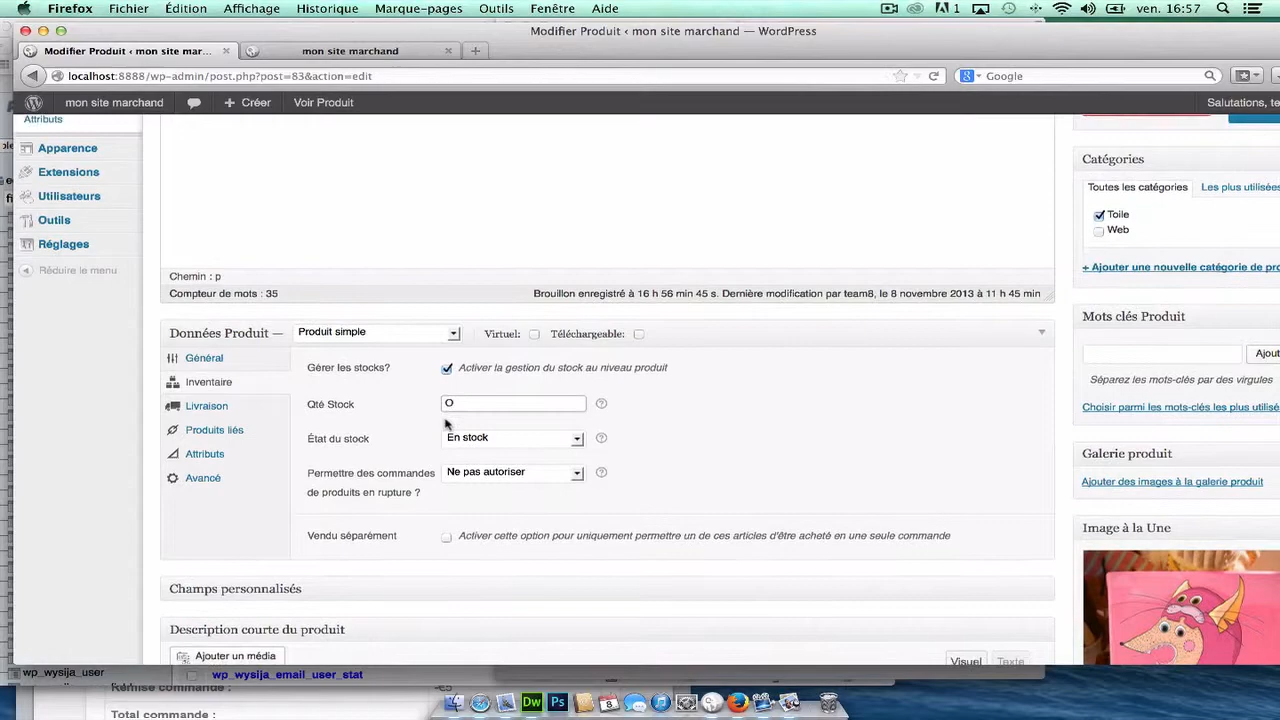 Firefox Fichier Édition Affichage Historique Marque-pages Outils Fenêtre Aide 1 ven. 16:57
Modifier Produit ‹ mon site marchand — WordPress
Modifier Produit ‹ mon site mar... mon site marchand
localhost:8888/wp-admin/post.php?post=83&action=edit Google
mon site marchand + Créer Voir Produit Salutations, te
Attributs
Apparence
Extensions
Utilisateurs
Outils
Réglages
Réduire le menu
Chemin : p
Compteur de mots : 35 Brouillon enregistré à 16 h 56 min 45 s. Dernière modification par team8, le 8 novembre 2013 à 11 h 45 min
Données Produit — Produit simple Virtuel: Téléchargeable:
Général
Inventaire
Livraison
Produits liés
Attributs
Avancé
Gérer les stocks? Activer la gestion du stock au niveau produit
Qté Stock O
État du stock En stock
Permettre des commandes de produits en rupture ? Ne pas autoriser
Vendu séparément Activer cette option pour uniquement permettre un de ces articles d'être acheté en une seule commande
Champs personnalisés
Description courte du produit
Ajouter un média Visuel Texte
Catégories
Toutes les catégories Les plus utilisées
Toile
Web
+ Ajouter une nouvelle catégorie de pro
Mots clés Produit
Ajout
Séparez les mots-clés par des virgules
Choisir parmi les mots-clés les plus utilisé
Galerie produit
Ajouter des images à la galerie produit
Image à la Une
wp_wysija_user
wp_wysija_email_user_stat
Remise commande : -€5
Total commande :
Dw Ps 8